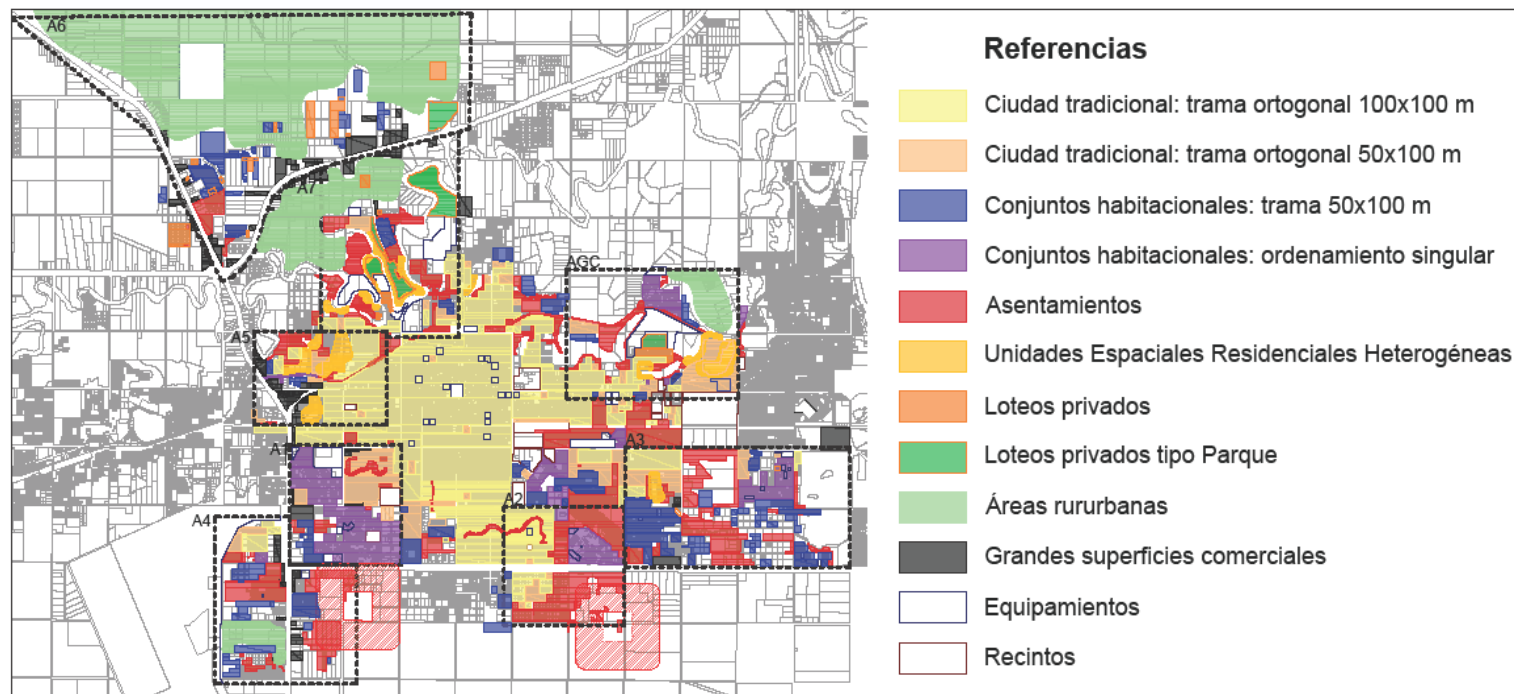 A6
A7
AGC
A5
A1
A3
A2
A4
Referencias
Ciudad tradicional: trama ortogonal 100x100 m
Ciudad tradicional: trama ortogonal 50x100 m
Conjuntos habitacionales: trama 50x100 m
Conjuntos habitacionales: ordenamiento singular
Asentamientos
Unidades Espaciales Residenciales Heterogéneas
Loteos privados
Loteos privados tipo Parque
Áreas rururbanas
Grandes superficies comerciales
Equipamientos
Recintos